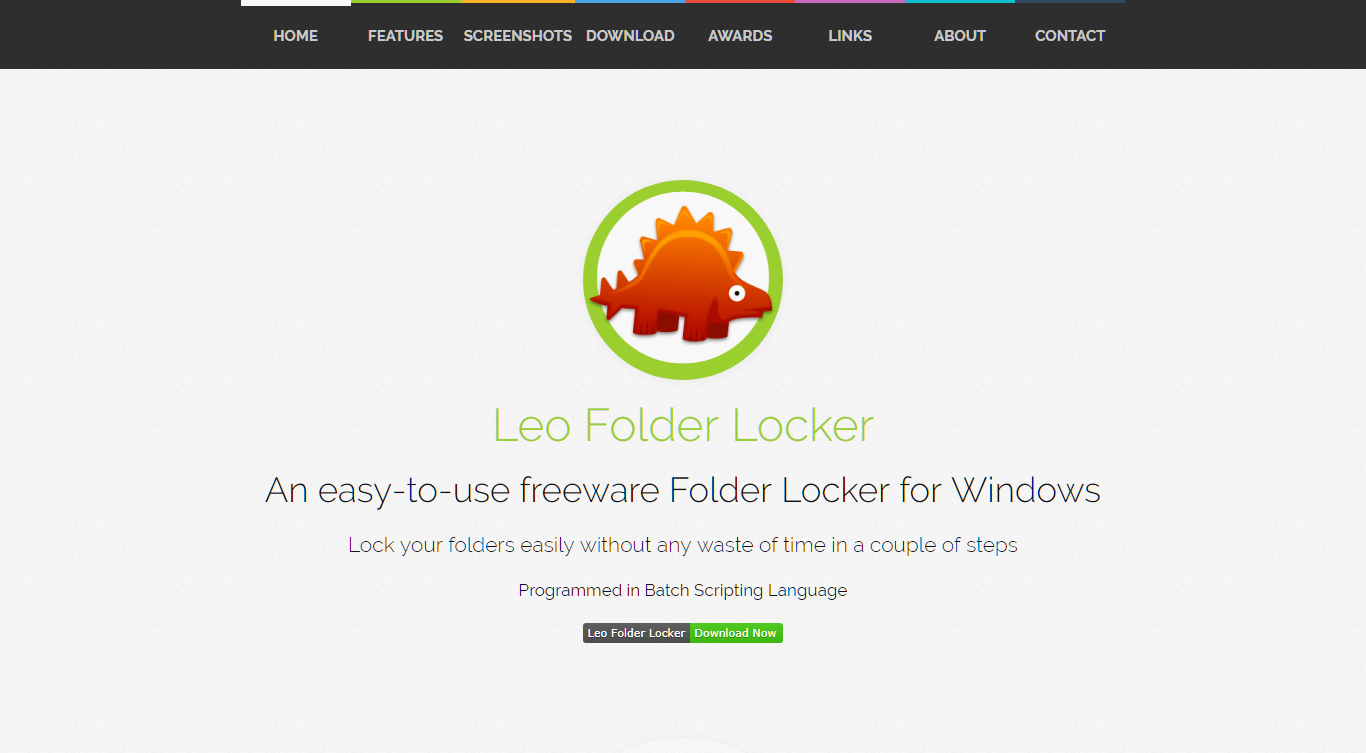 HOME FEATURES SCREENSHOTS DOWNLOAD AWARDS LINKS ABOUT CONTACT
Leo Folder Locker
An easy-to-use freeware Folder Locker for Windows
Lock your folders easily without any waste of time in a couple of steps
Programmed in Batch Scripting Language
Leo Folder Locker Download Now